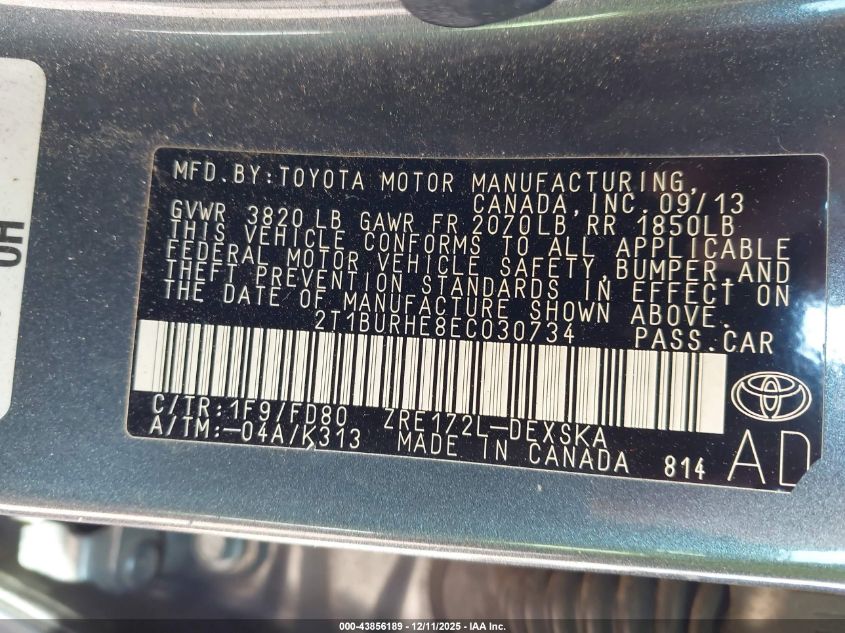 OH
MFD.BY:TOYOTA MOTOR MANUFACTURING,
CANADA,INC. 09/13
GVWR 3820 LB GAWR FR 2070LB RR 1850LB
THIS VEHICLE CONFORMS TO ALL APPLICABLE
FEDERAL MOTOR VEHICLE SAFETY,BUMPER,AND
THEFT PREVENTION STANDARDS IN EFFECT ON
THE DATE OF MANUFACTURE SHOWN ABOVE.
2T1BURHE8EC030734 PASS.CAR
C/TR:1F9/FD80 ZRE172L-DEXSKA
A/TM:-04A/K313 MADE IN CANADA 814
AD
000-43856189 - 12/11/2025 - IAA Inc.